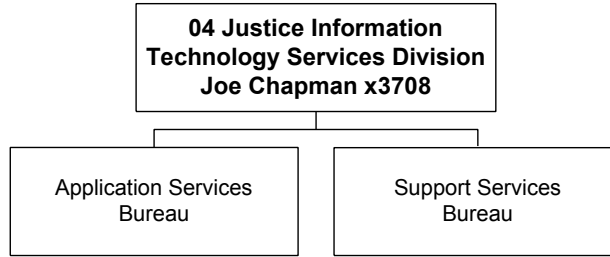 04 Justice Information
Technology Services Division
Joe Chapman x3708
Application Services
Bureau
Support Services
Bureau